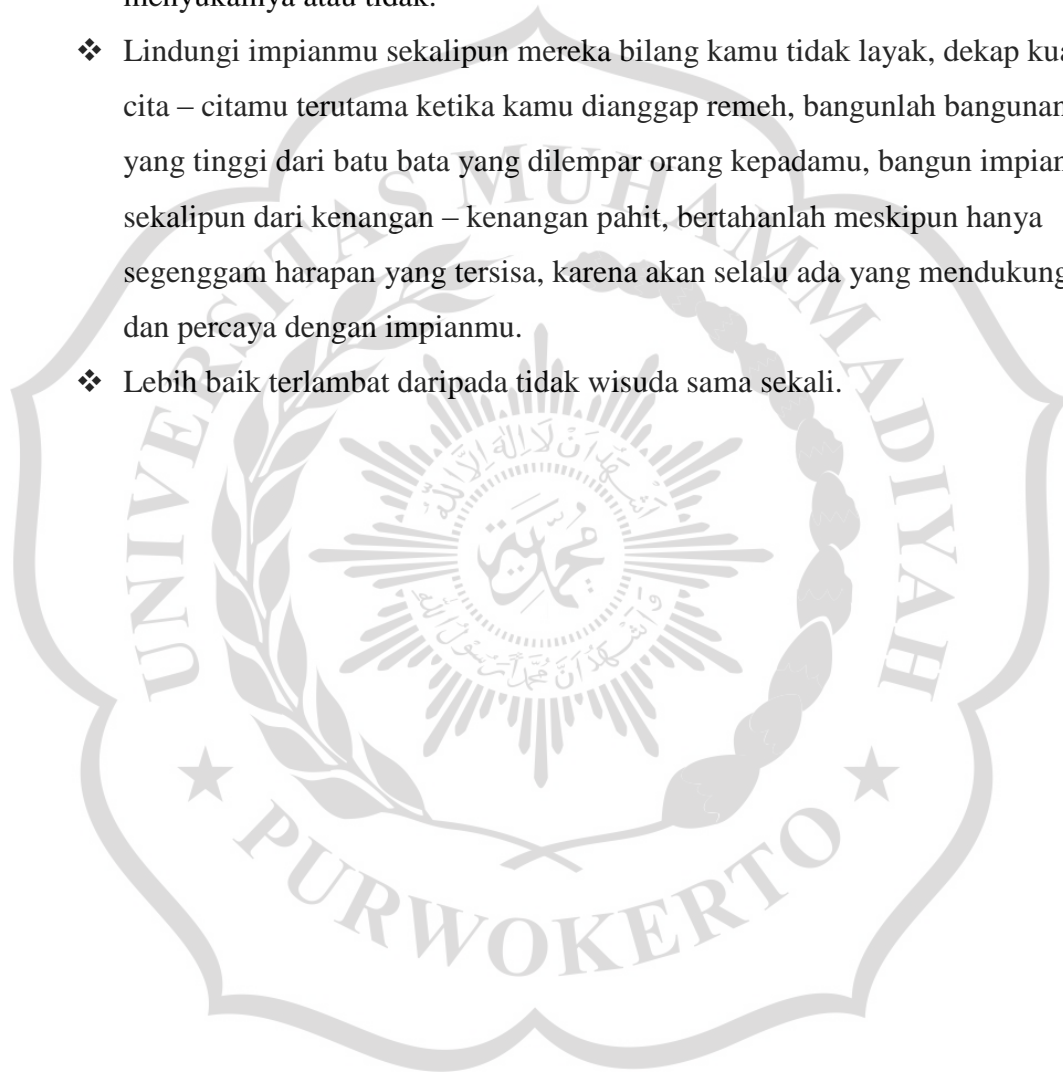 menyukainya atau tidak.
❖ Lindungi impianmu sekalipun mereka bilang kamu tidak layak, dekap
cita – citamu terutama ketika kamu dianggap remeh, bangunlah bangunan
yang tinggi dari batu bata yang dilempar orang kepadamu, bangun
sekalipun dari kenangan – kenangan pahit, bertahanlah meskipun hanya
segenggam harapan yang tersisa, karena akan selalu ada yang mendukung
dan percaya dengan impianmu.
❖ Lebih baik terlambat daripada tidak wisuda sama sekali.
UNIVERSITAS MUHAMMADIYAH
PURWOKERTO